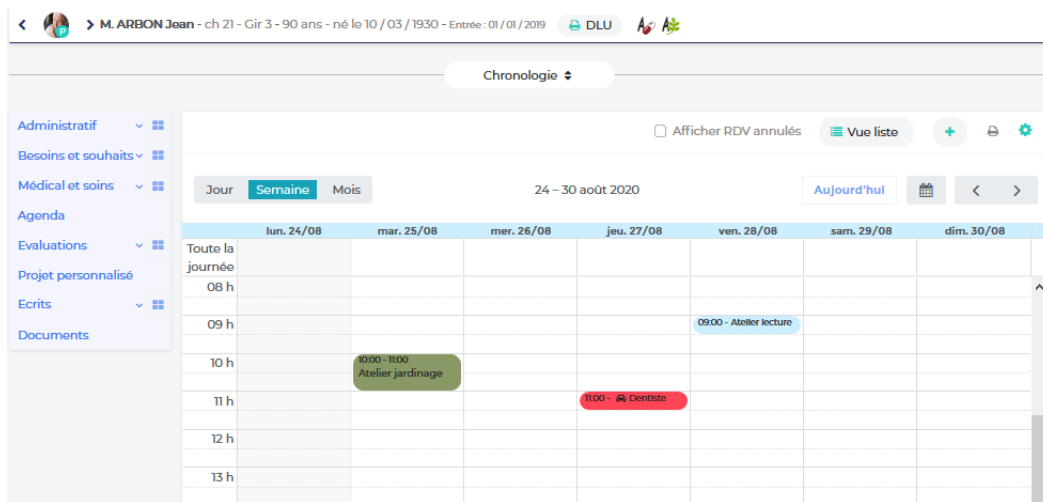 M. ARBON Jean - ch 21 - Gir 3 - 90 ans - né le 10 / 03 / 1930 - Entrée : 01 / 01 / 2019 DLU
P
Chronologie
Administratif
Besoins et souhaits
Médical et soins
Agenda
Evaluations
Projet personnalisé
Ecrits
Documents
Afficher RDV annulés Vue liste
Jour Semaine Mois 24 – 30 août 2020 Aujourd'hui
lun. 24/08 mar. 25/08 mer. 26/08 jeu. 27/08 ven. 28/08 sam. 29/08 dim. 30/08
Toute la
journée
08 h
09 h 09:00 - Atelier lecture
10 h 10:00 - 11:00
Atelier jardinage
11 h 11:00 - Dentiste
12 h
13 h